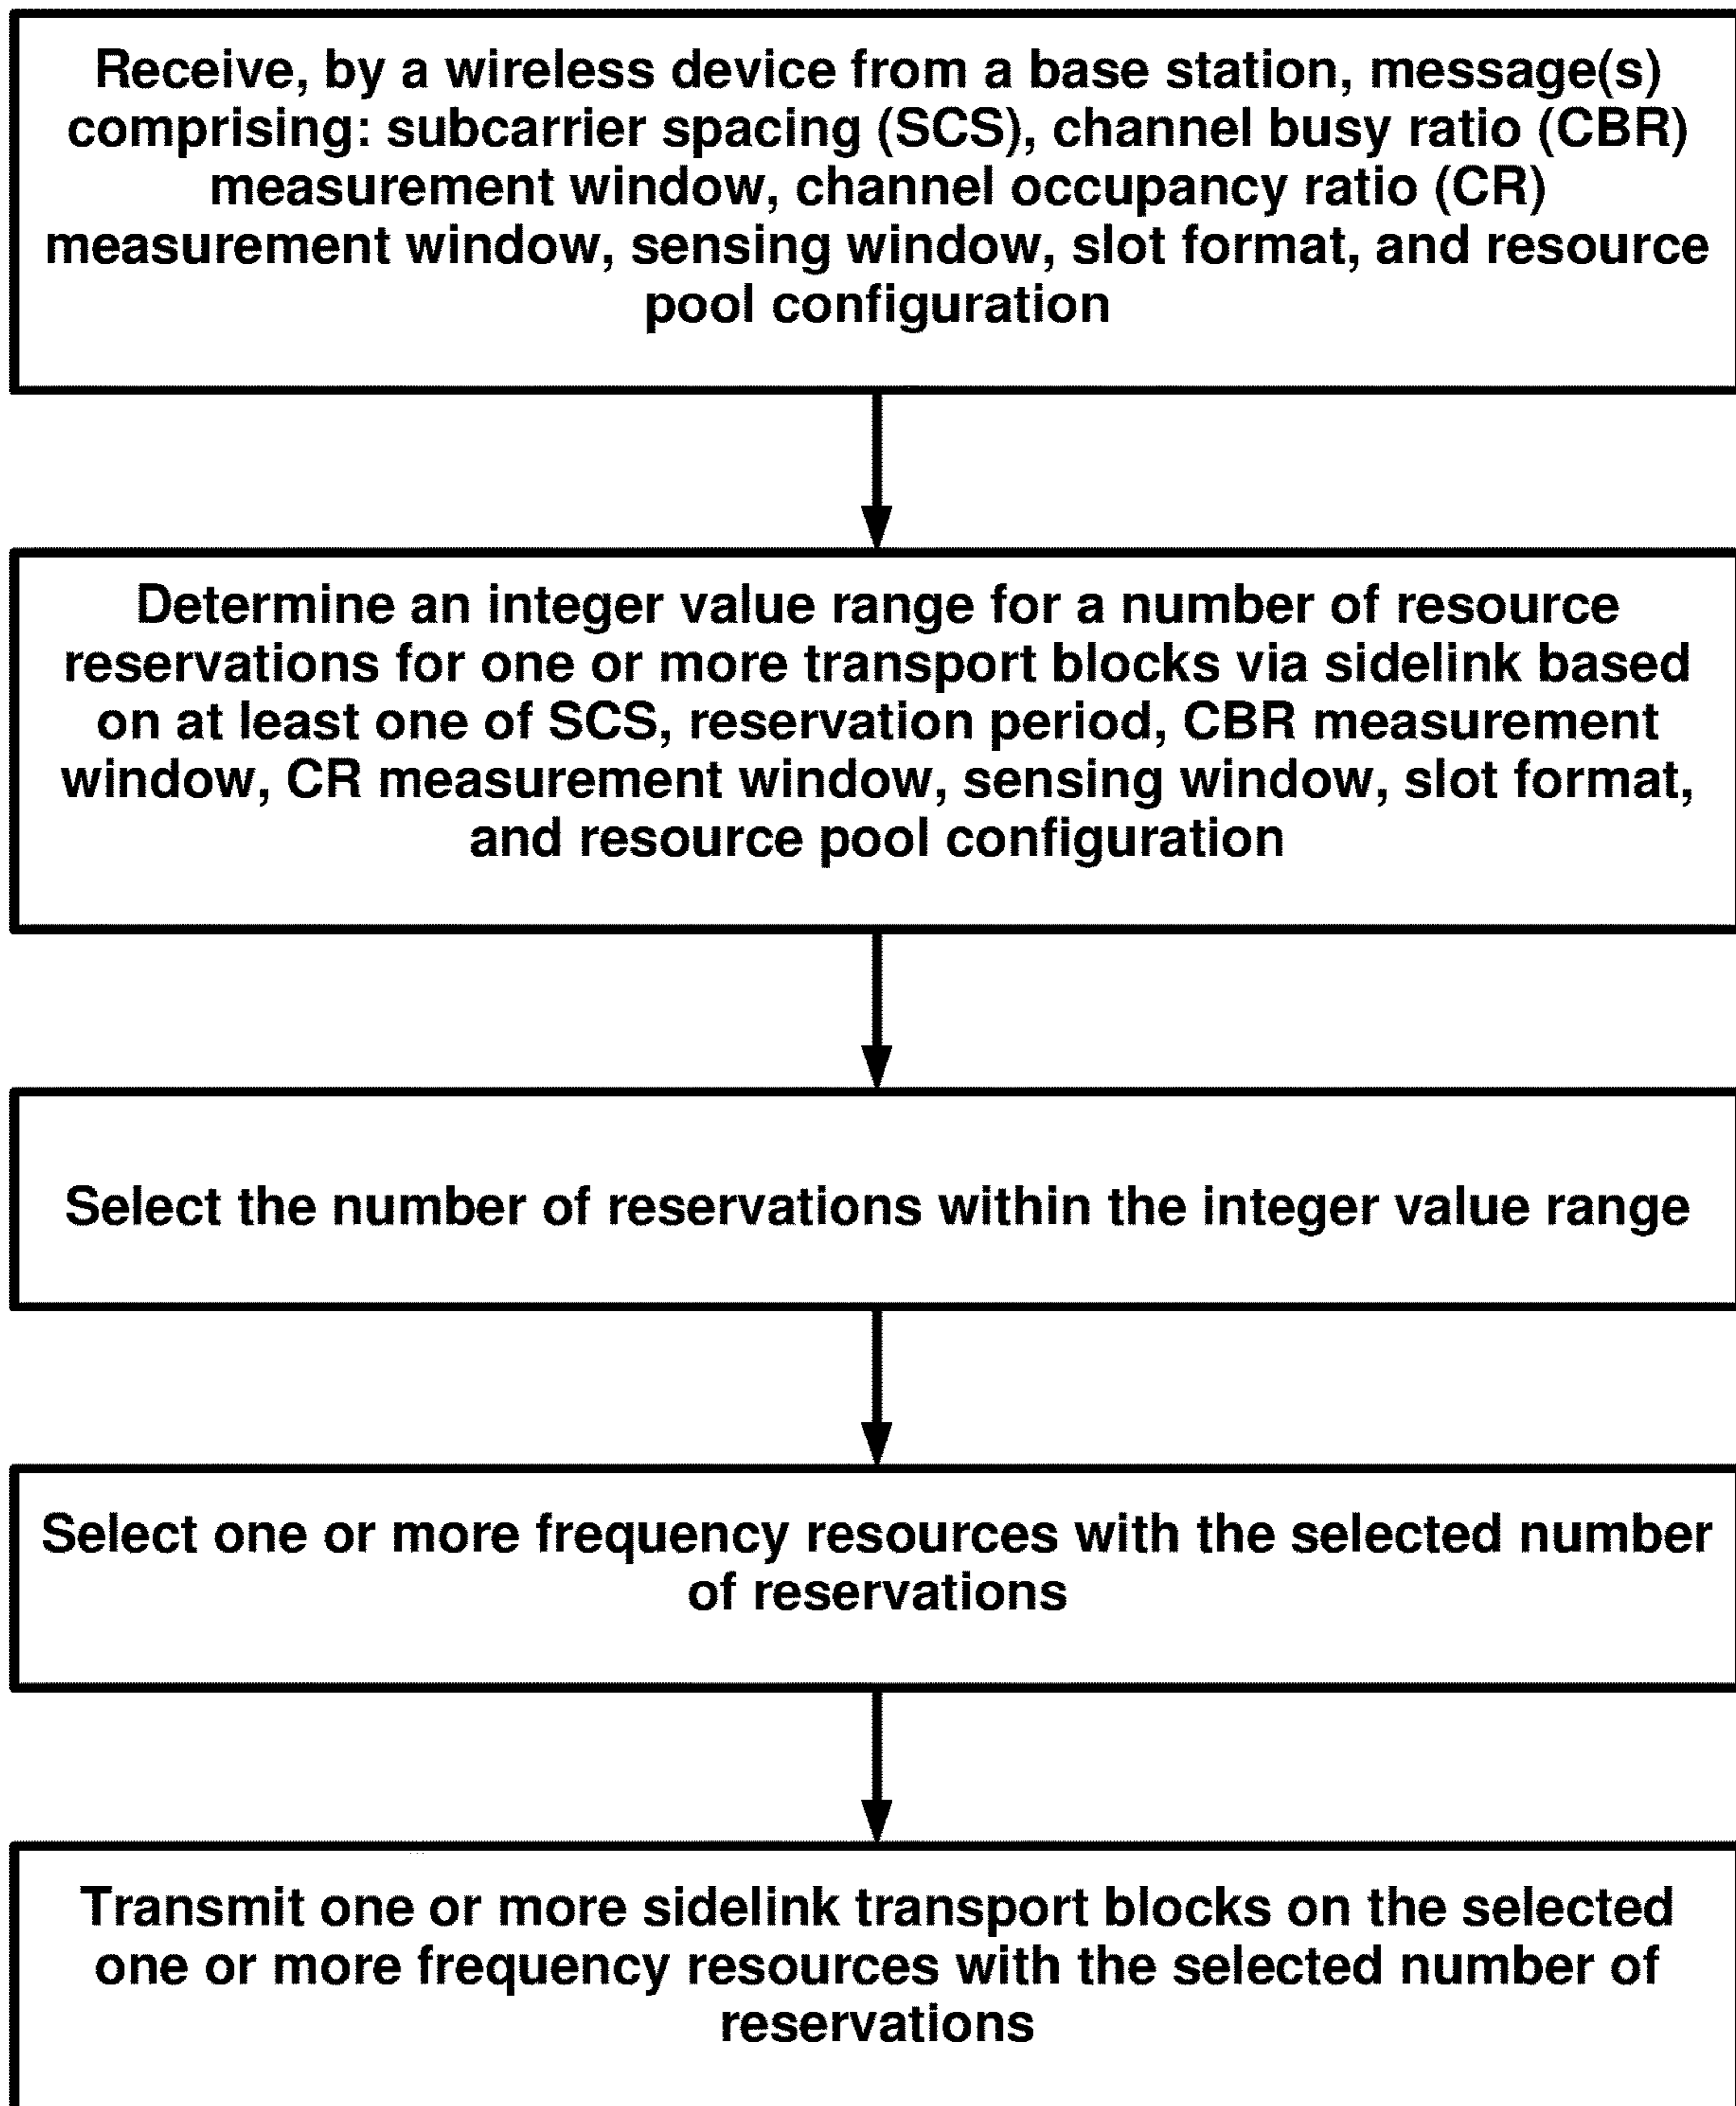 Receive, by a wireless device from a base station, message(s)
comprising: subcarrier spacing (SCS), channel busy ratio (CBR)
measurement window, channel occupancy ratio (CR)
measurement window, sensing window, slot format, and resource
pool configuration
Determine an integer value range for a number of resource
reservations for one or more transport blocks via sidelink based
on at least one of SCS, reservation period, CBR measurement
window, CR measurement window, sensing window, slot format,
and resource pool configuration
Select the number of reservations within the integer value range
Select one or more frequency resources with the selected number
of reservations
Transmit one or more sidelink transport blocks on the selected
one or more frequency resources with the selected number of
reservations